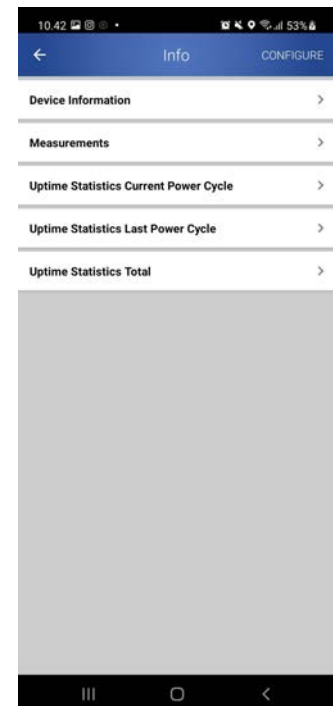 10.42 53%
Info CONFIGURE
Device Information
Measurements
Uptime Statistics Current Power Cycle
Uptime Statistics Last Power Cycle
Uptime Statistics Total